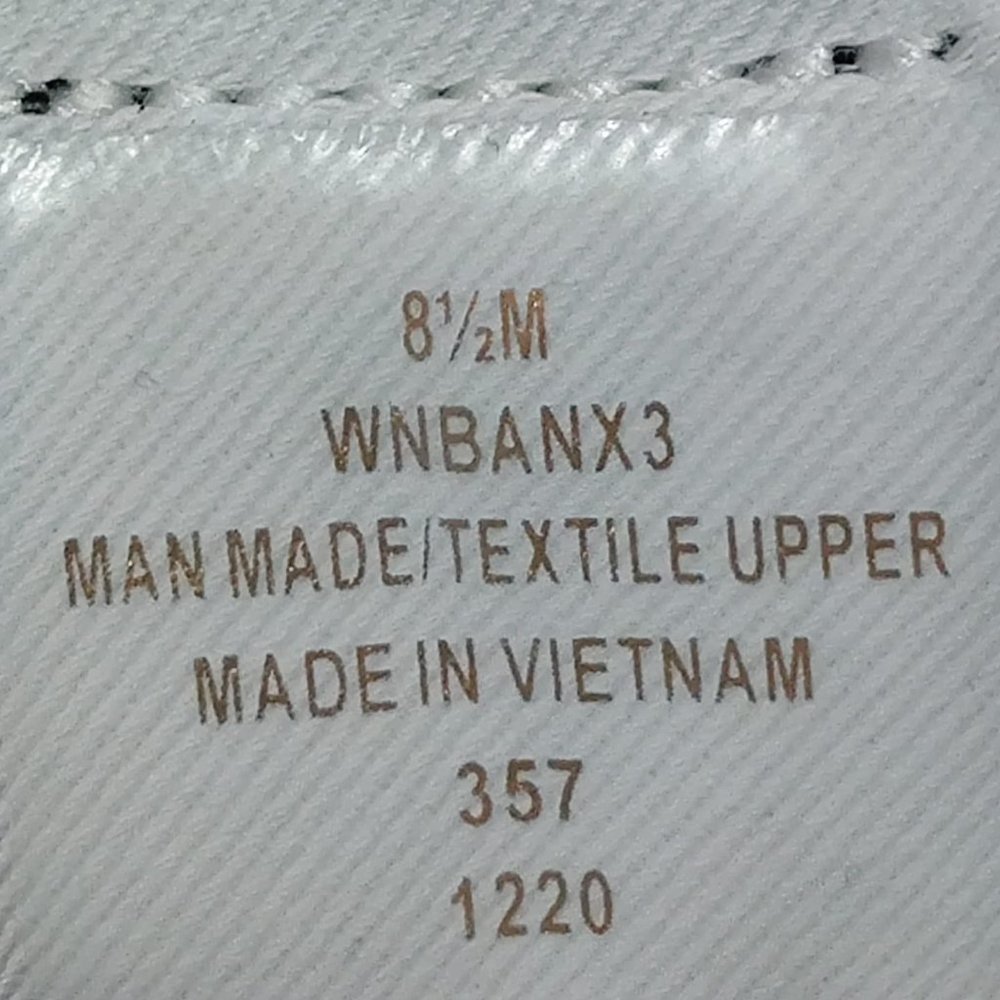 8½M
WNBANX3
MAN MADE/TEXTILE UPPER
MADE IN VIETNAM
357
1220